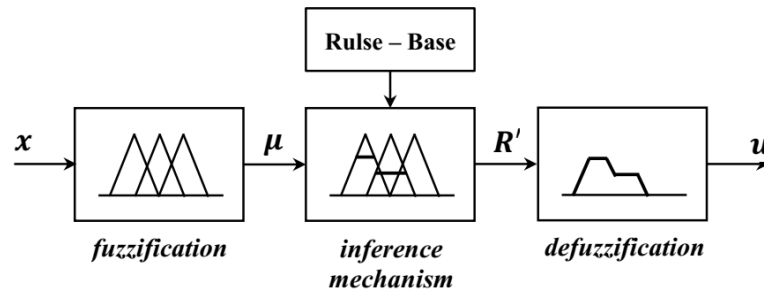 Rulse – Base
x
μ
R′
u
fuzzification
inference
mechanism
defuzzification